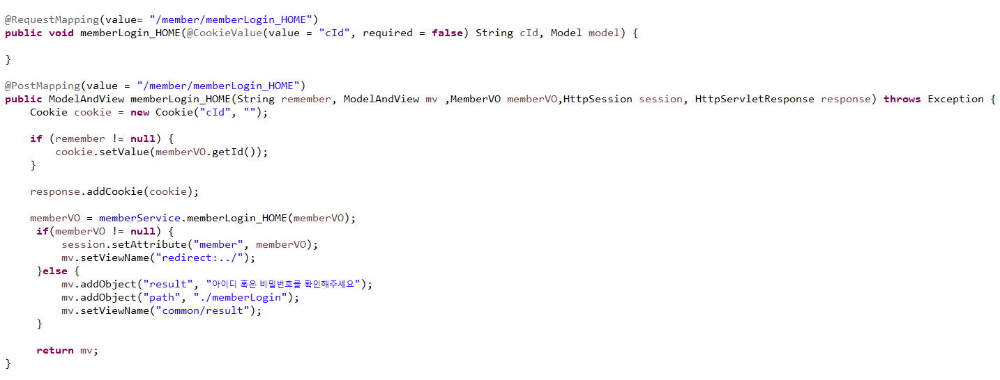 @RequestMapping(value= "/member/memberLogin_HOME")
public void memberLogin_HOME(@CookieValue(value = "cId", required = false) String cId, Model model) {
}
@PostMapping(value = "/member/memberLogin_HOME")
public ModelAndView memberLogin_HOME(String remember, ModelAndView mv ,MemberVO memberVO,HttpSession session, HttpServletResponse response) throws Exception {
Cookie cookie = new Cookie("cId", "");
if (remember != null) {
cookie.setValue(memberVO.getId());
}
response.addCookie(cookie);
memberVO = memberService.memberLogin_HOME(memberVO);
if(memberVO != null) {
session.setAttribute("member", memberVO);
mv.setViewName("redirect:../");
}else {
mv.addObject("result", "아이디 혹은 비밀번호를 확인해주세요");
mv.addObject("path", "./memberLogin");
mv.setViewName("common/result");
}
return mv;
}